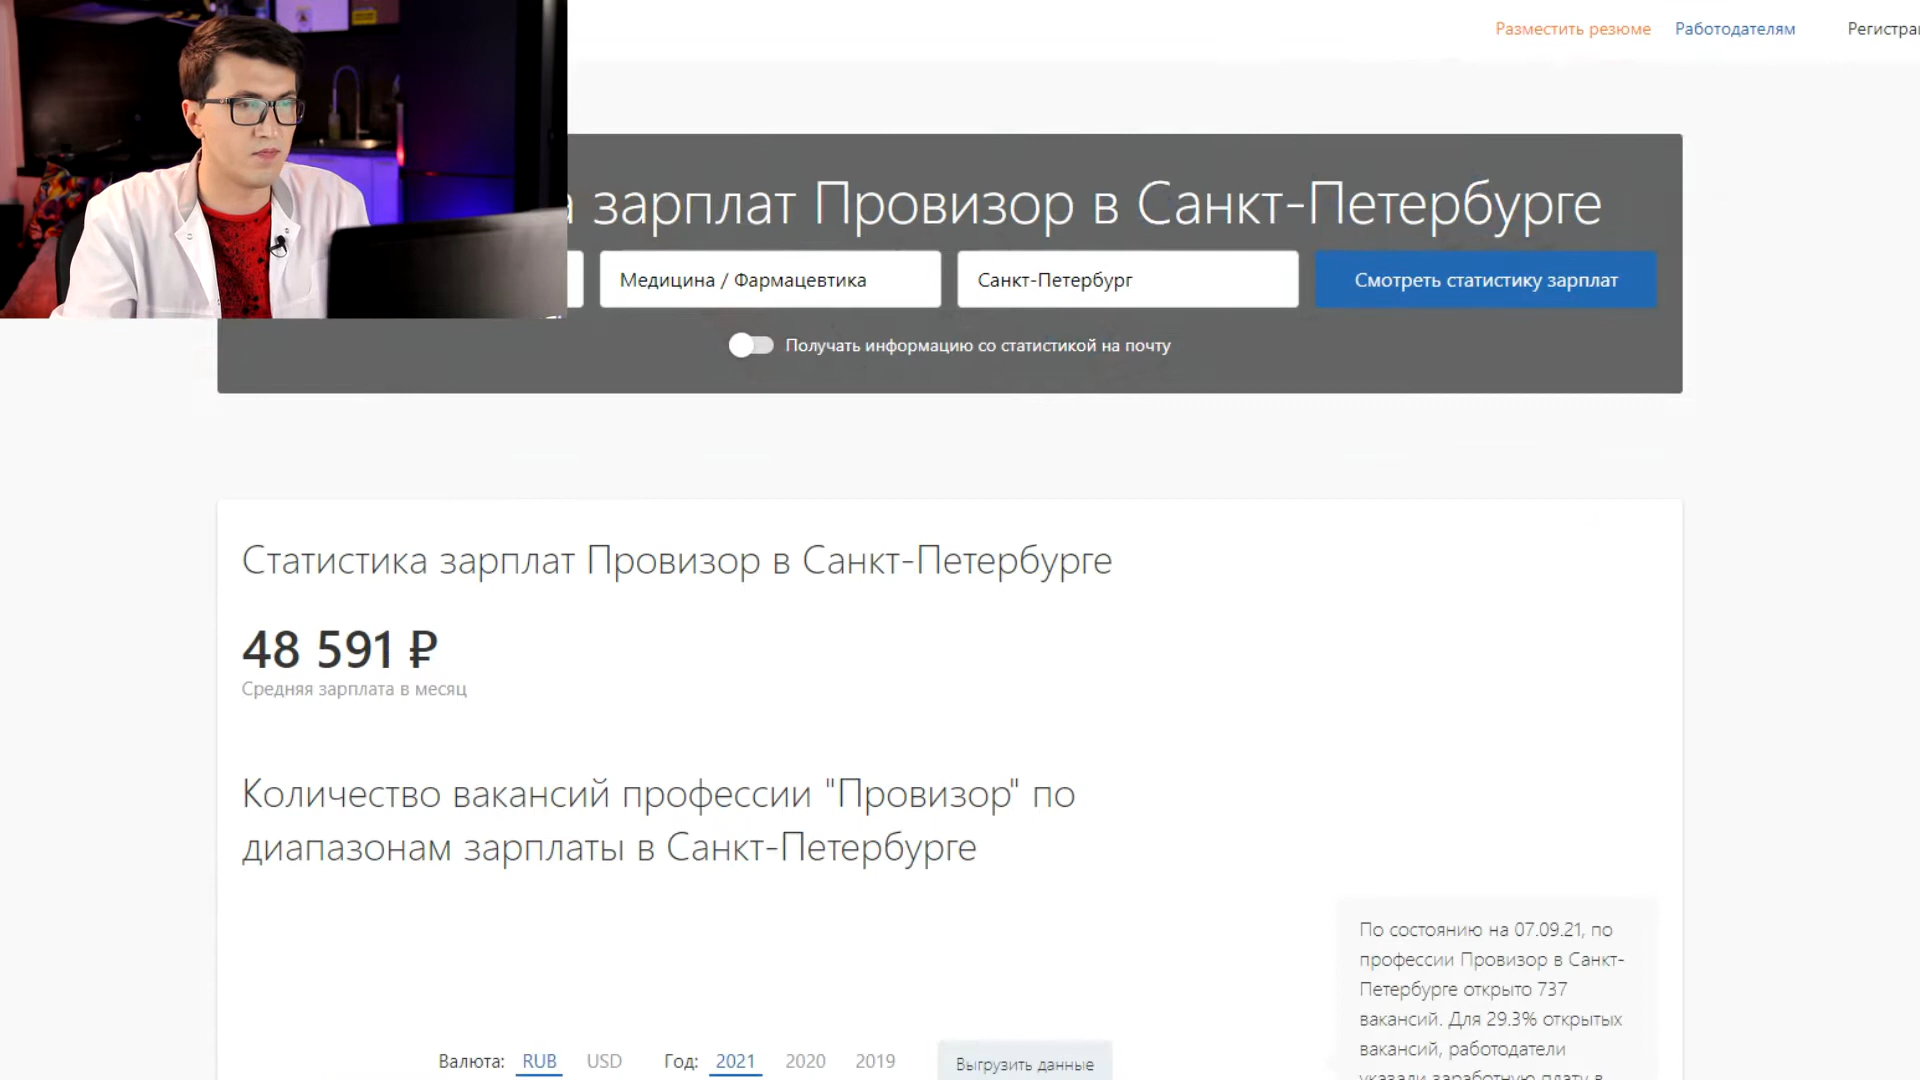 Разместить резюме Работодателям
зарплат Провизор в Санкт-Петербурге
Медицина / Фармацевтика Санкт-Петербург Смотреть статистику зарплат
Получать информацию со статистикой на почту
Статистика зарплат Провизор в Санкт-Петербурге
48 591 ₽
Средняя зарплата в месяц
Количество вакансий профессии "Провизор" по
диапазонам зарплаты в Санкт-Петербурге
По состоянию на 07.09.21, по
профессии Провизор в Санкт-
Петербурге открыто 737
вакансий. Для 29.3% открытых
вакансий, работодатели
указали заработную плату в
Валюта: RUB USD Год: 2021 2020 2019 Выгрузить данные